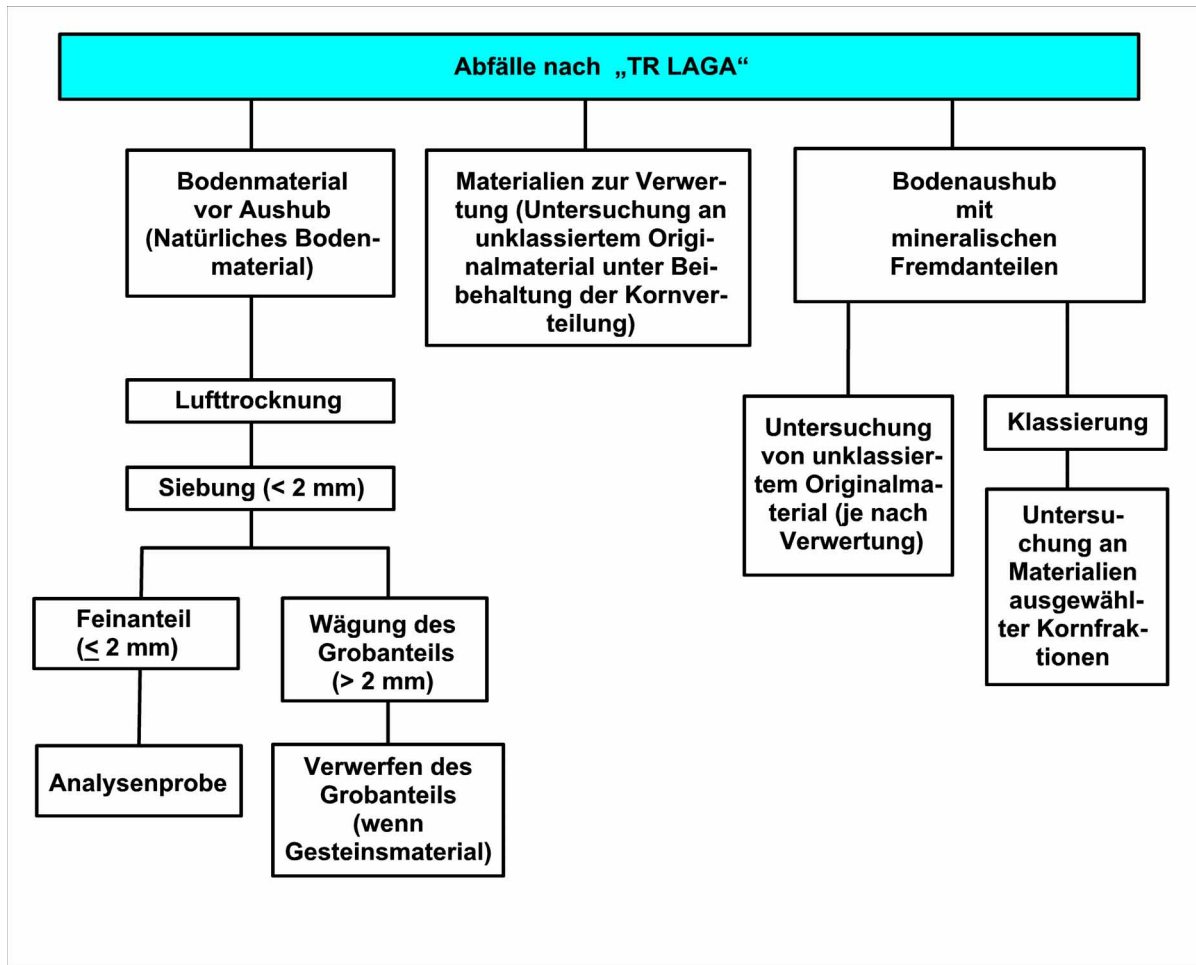 Abfälle nach „TR LAGA“
Bodenmaterial
vor Aushub
(Natürliches Boden-
material)
Lufttrocknung
Siebung (< 2 mm)
Feinanteil
(≤ 2 mm)
Analysenprobe
Wägung des
Grobanteils
(> 2 mm)
Verwerfen des
Grobanteils
(wenn
Gesteinsmaterial)
Materialien zur Verwer-
tung (Untersuchung an
unklassiertem Origi-
nalmaterial unter Bei-
behaltung der Kornver-
teilung)
Bodenaushub
mit
mineralischen
Fremdanteilen
Untersuchung
von unklassier-
tem Originalma-
terial (je nach
Verwertung)
Klassierung
Untersu-
chung an
Materialien
ausgewähl-
ter Kornfrak-
tionen